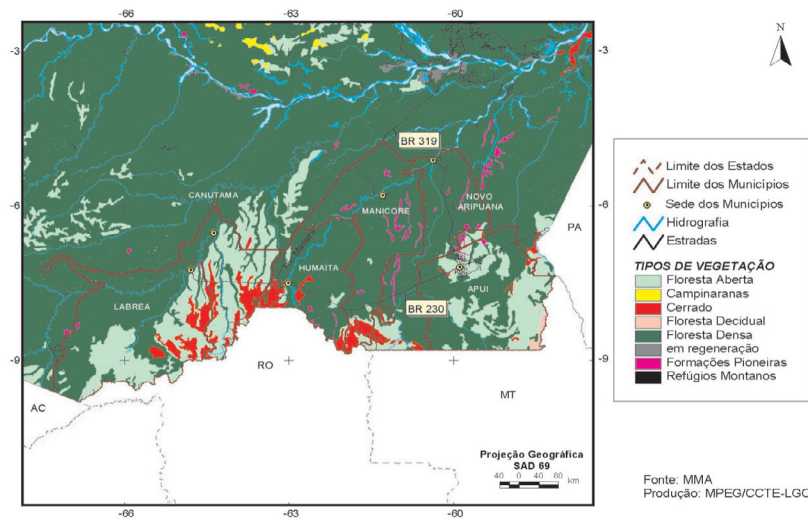 -66 -63 -60
-3 -3
N
BR 319
CANUTAMA
NOVO
ARIPUANA
MANICORE
-6 -6
PA
HUMAITA
LABREA
APUI
BR 230
-9 -9
RO
AC
MT
Projeção Geográfica
SAD 69
40 0 40 80 km
-66 -63 -60
Limite dos Estados
Limite dos Municípios
Sede dos Municípios
Hidrografia
Estradas
TIPOS DE VEGETAÇÃO
Floresta Aberta
Campinaranas
Cerrado
Floresta Decidual
Floresta Densa
em regeneração
Formações Pioneiras
Refúgios Montanos
Fonte: MMA
Produção: MPEG/CCTE-LGC